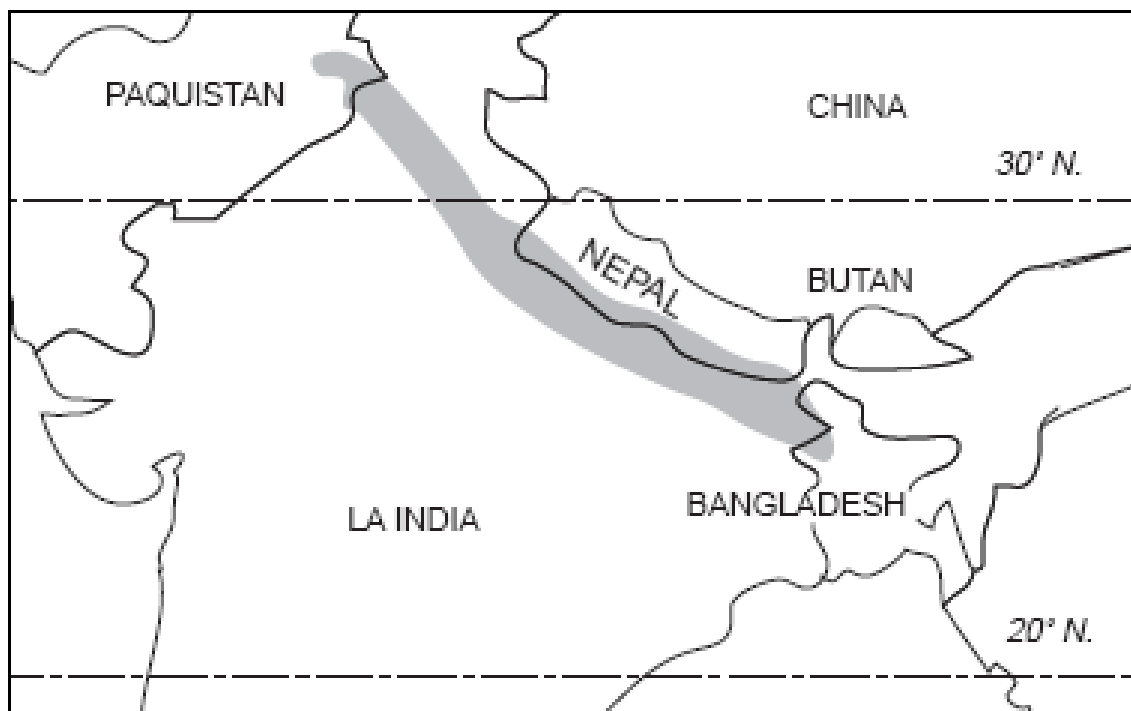 PAQUISTAN
CHINA
30° N.
NEPAL
BUTAN
LA INDIA
BANGLADESH
20° N.